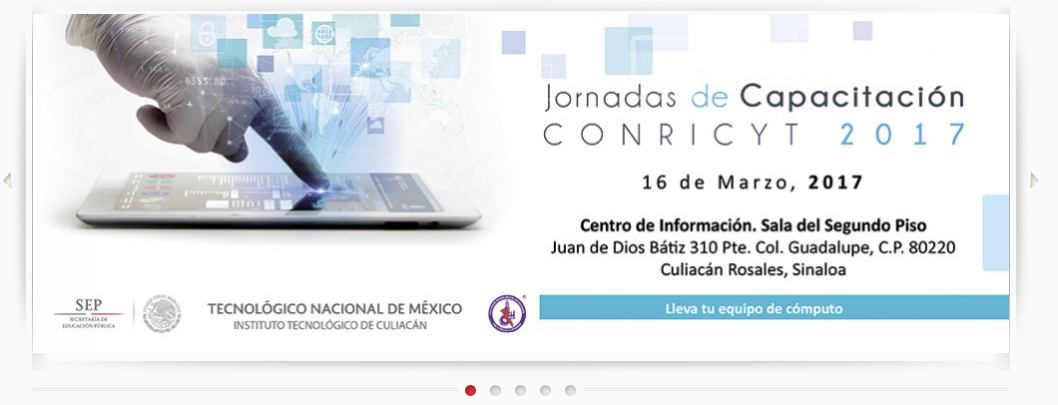 Jornadas de Capacitación
CONRICYT 2017
16 de Marzo, 2017
Centro de Información. Sala del Segundo Piso
Juan de Dios Bátiz 310 Pte. Col. Guadalupe, C.P. 80220
Culiacán Rosales, Sinaloa
Lleva tu equipo de cómputo
SEP
SECRETARÍA DE
EDUCACIÓN PÚBLICA
TECNOLÓGICO NACIONAL DE MÉXICO
INSTITUTO TECNOLÓGICO DE CULIACÁN